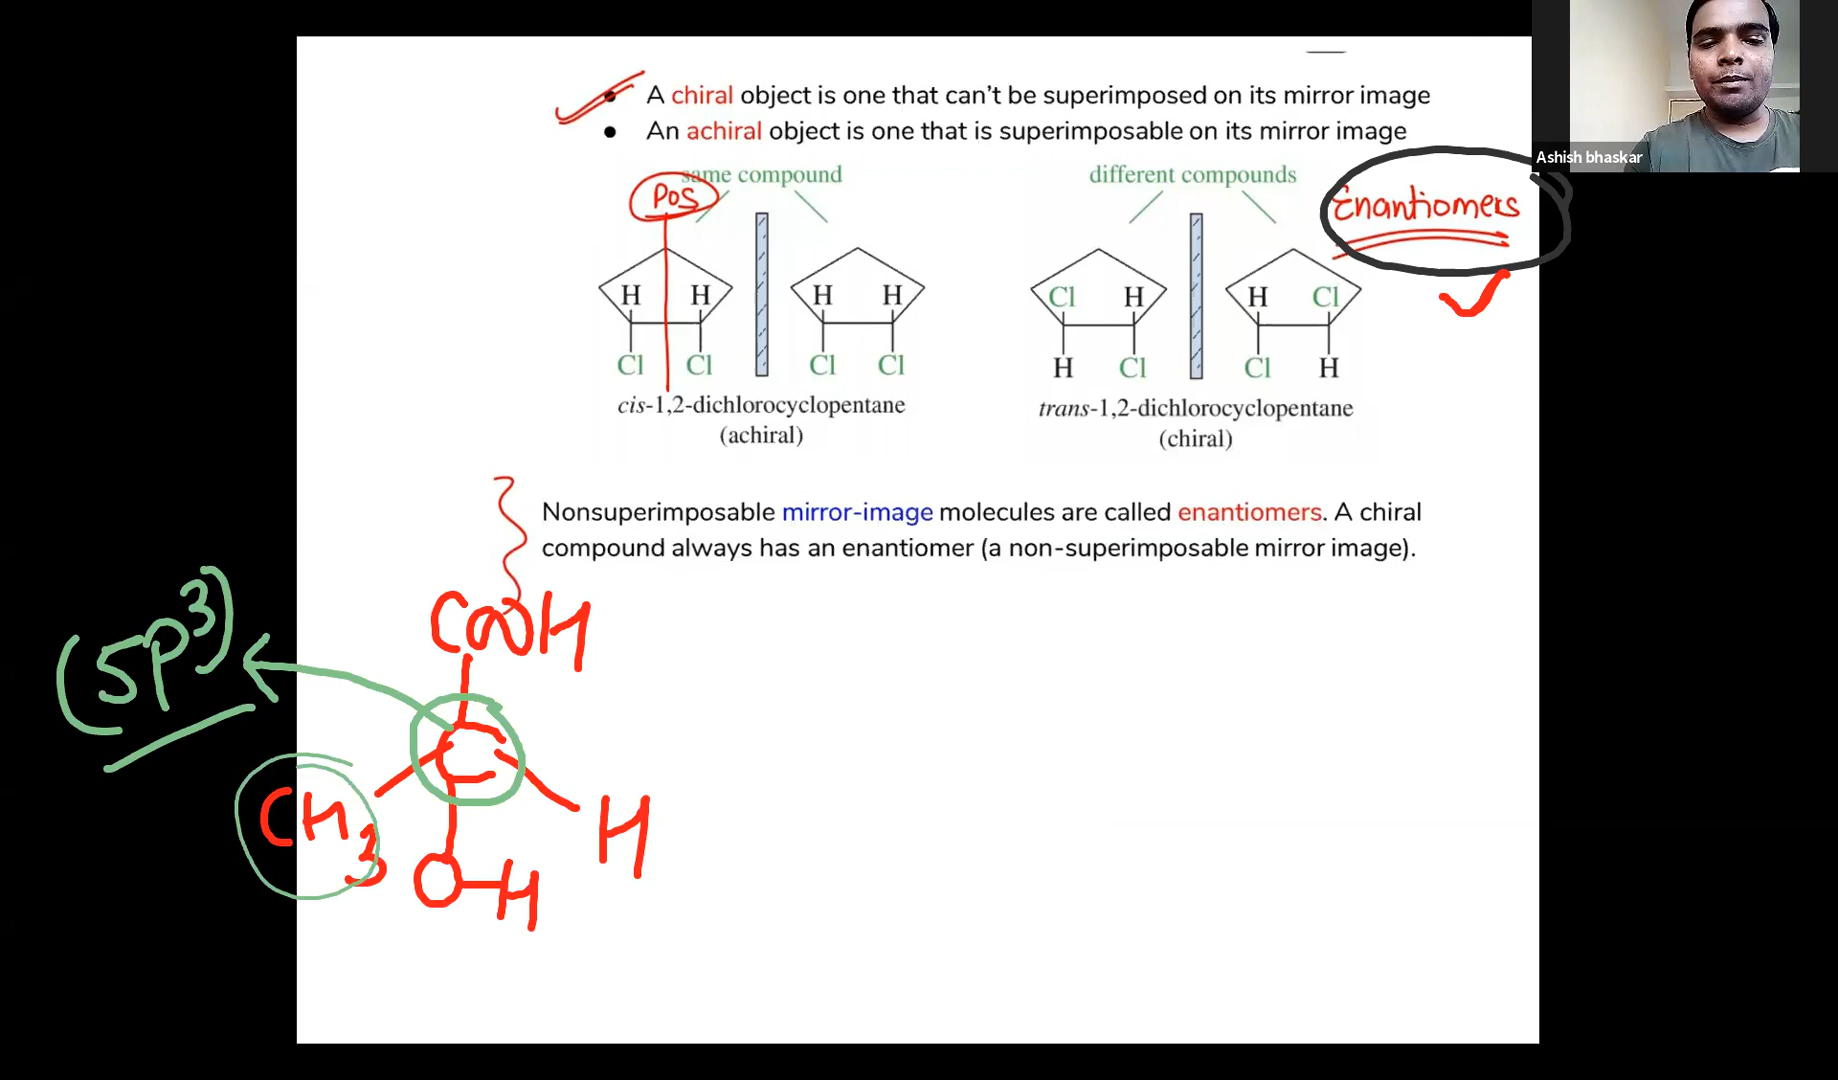 A chiral object is one that can't be superimposed on its mirror image
An achiral object is one that is superimposable on its mirror image
Ashish bhaskar
same compound
different compounds
POS
Enantiomers
H H H H
Cl Cl Cl Cl
Cl H H Cl
H Cl Cl H
cis-1,2-dichlorocyclopentane
(achiral)
trans-1,2-dichlorocyclopentane
(chiral)
Nonsuperimposable mirror-image molecules are called enantiomers. A chiral
compound always has an enantiomer (a non-superimposable mirror image).
(SP³)
COOH
C
CH₃ H
O-H